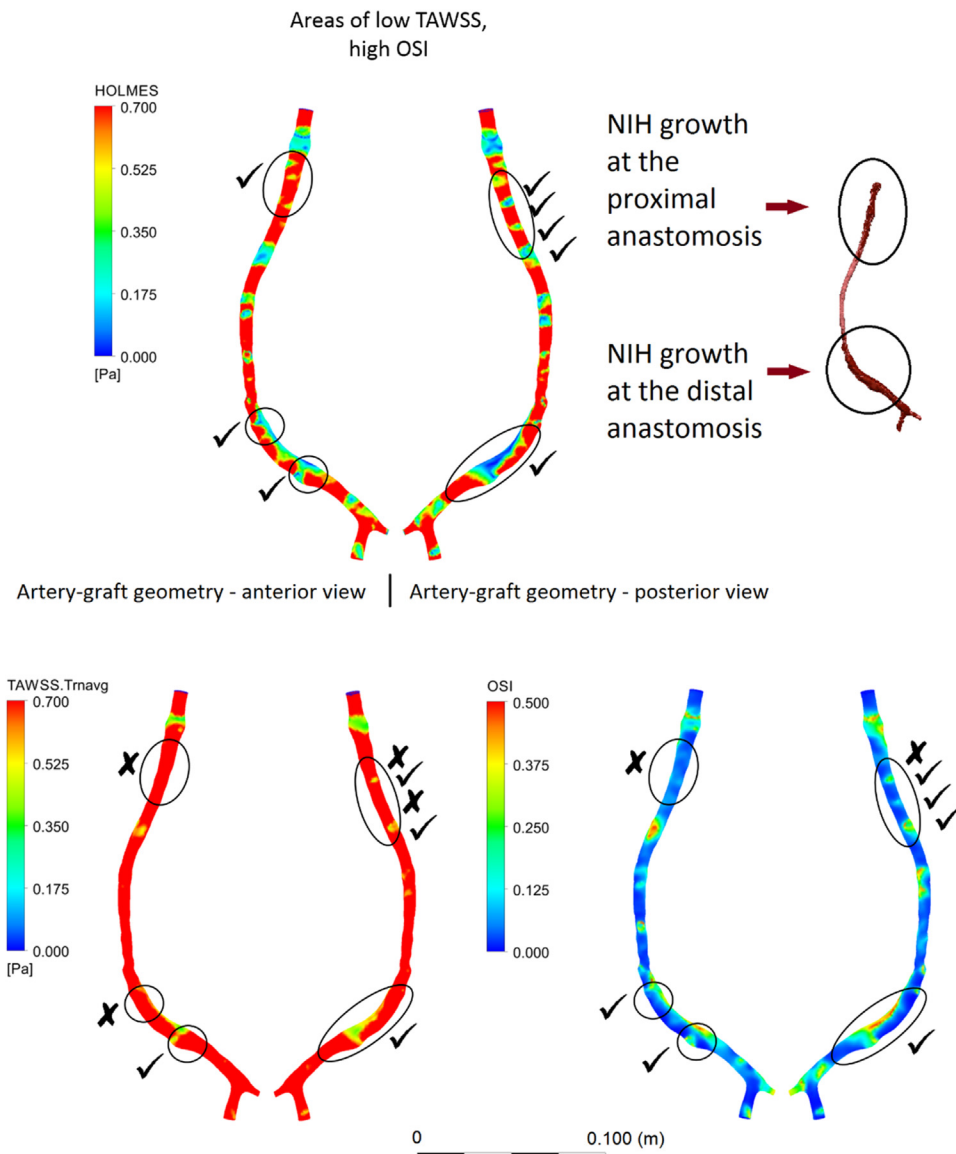 Areas of low TAWSS,
high OSI
HOLMES
0.700
0.525
0.350
0.175
0.000
[Pa]
NIH growth
at the
proximal
anastomosis
NIH growth
at the distal
anastomosis
Artery-graft geometry - anterior view | Artery-graft geometry - posterior view
TAWSS.Trnavg
0.700
0.525
0.350
0.175
0.000
[Pa]
OSI
0.500
0.375
0.250
0.125
0.000
0 0.100 (m)